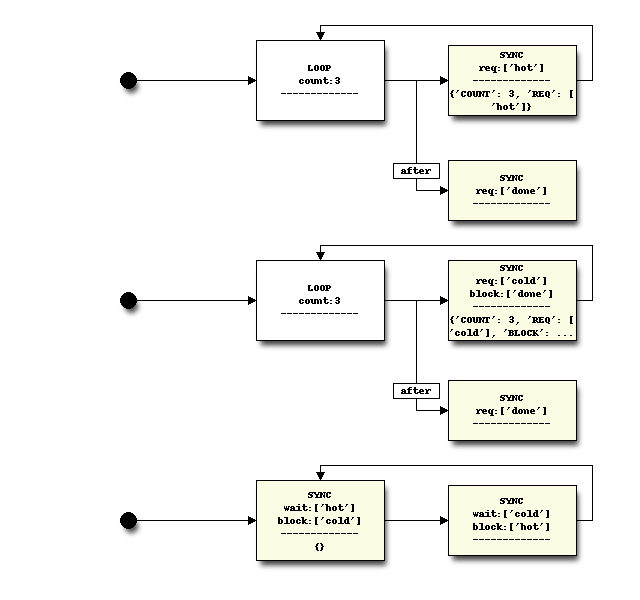 LOOP
count:3
-------------
SYNC
req:['hot']
-------------
{'COUNT': 3, 'REQ': [
'hot']}
after
SYNC
req:['done']
-------------
LOOP
count:3
-------------
SYNC
req:['cold']
block:['done']
-------------
{'COUNT': 3, 'REQ': [
'cold'], 'BLOCK': ...
after
SYNC
req:['done']
-------------
SYNC
wait:['hot']
block:['cold']
-------------
{}
SYNC
wait:['cold']
block:['hot']
-------------